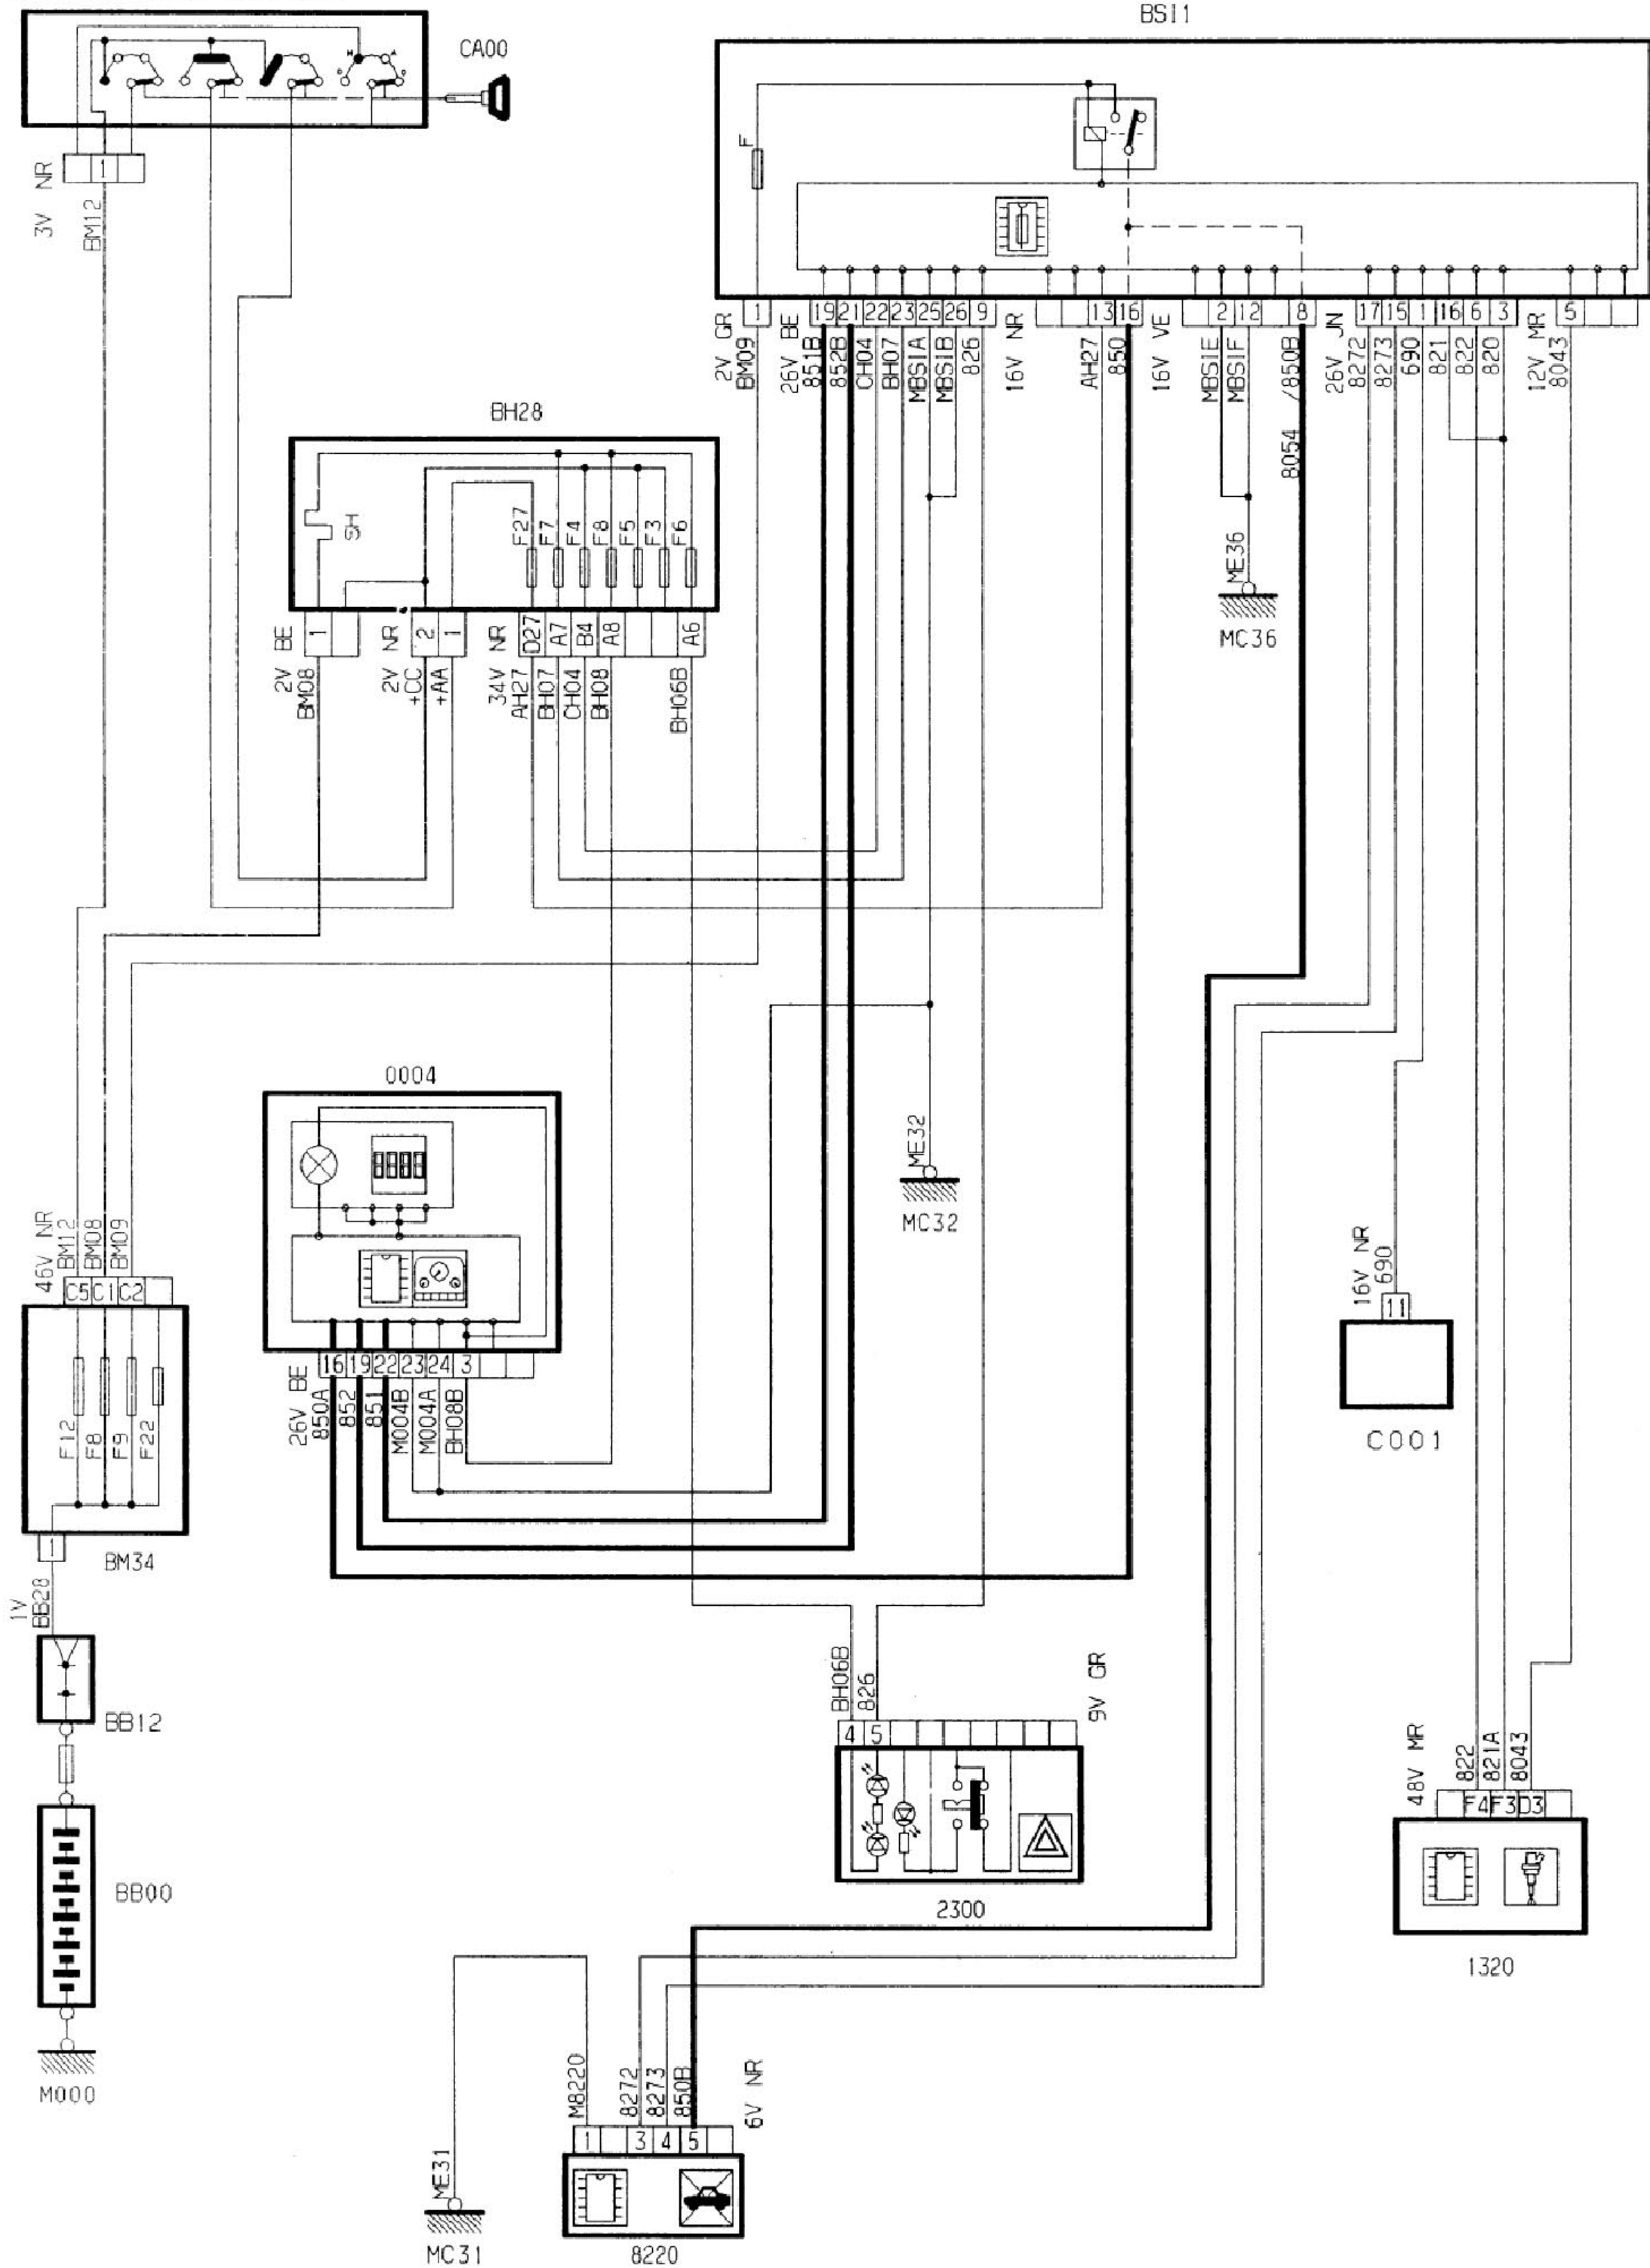 BSI1
CA00
H
A
3V NR
1
BM12
F
1
19 21 22 23 25 26 9
13 16
2 12
8
17 15 1 16 6 3
5
2V GR
BM09
26V BE
851B
852B
CH04
BH07
MBSIA
MBSIB
826
16V NR
AH27
850
16V VE
MBSIE
MBSIF
8054 /850B
26V JN
8272
8273
690
821
822
820
12V MR
8043
BH28
SH
F27
F7
F4
F8
F5
F3
F6
1
2 1
D27 A7 B4 A8 A6
2V BE
BM08
2V NR
+CC
+AA
34V NR
AH27
BH07
CH04
BH08
BH06B
ME36
MC36
0004
ME32
MC32
46V NR
BM12
BM08
BM09
C5 C1 C2
F12
F8
F9
F22
1
BM34
16 19 22 23 24 3
26V BE
850A
852
851
M004B
M004A
BH08B
16V NR
690
11
C001
1V
BB28
BB12
BB00
M000
BH06B
826
9V GR
4 5
2300
48V MR
822
821A
8043
F4 F3 D3
1320
M8220
8272
8273
850B
6V NR
1 3 4 5
8220
ME31
MC31